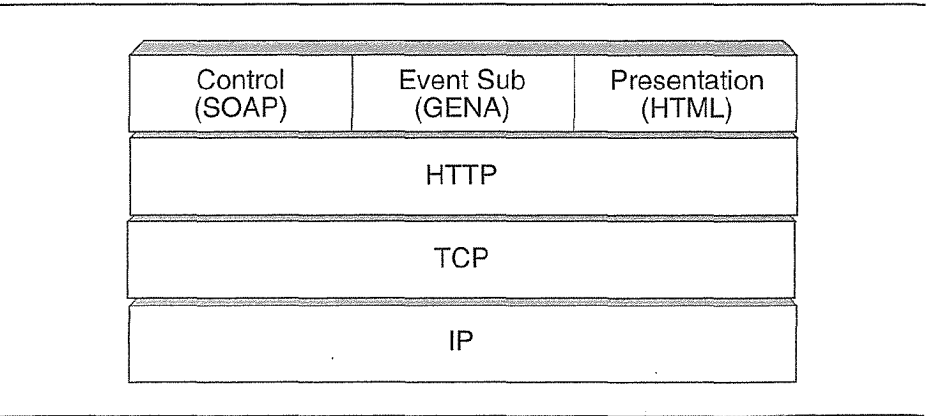 Control
(SOAP)
Event Sub
(GENA)
Presentation
(HTML)
HTTP
TCP
IP